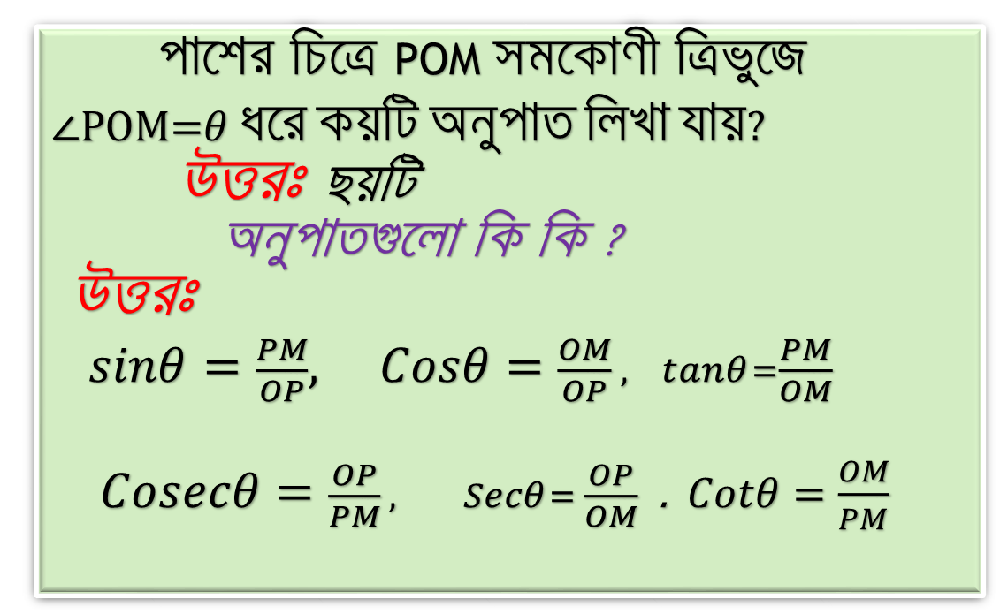 পাশের চিত্রে POM সমকোণী ত্রিভুজে
∠POM=θ ধরে কয়টি অনুপাত লিখা যায়?
উত্তরঃ ছয়টি
অনুপাতগুলো কি কি ?
উত্তরঃ
sinθ = PM/OP, Cosθ = OM/OP , tanθ=PM/OM
Cosecθ = OP/PM , Secθ= OP/OM . Cotθ = OM/PM